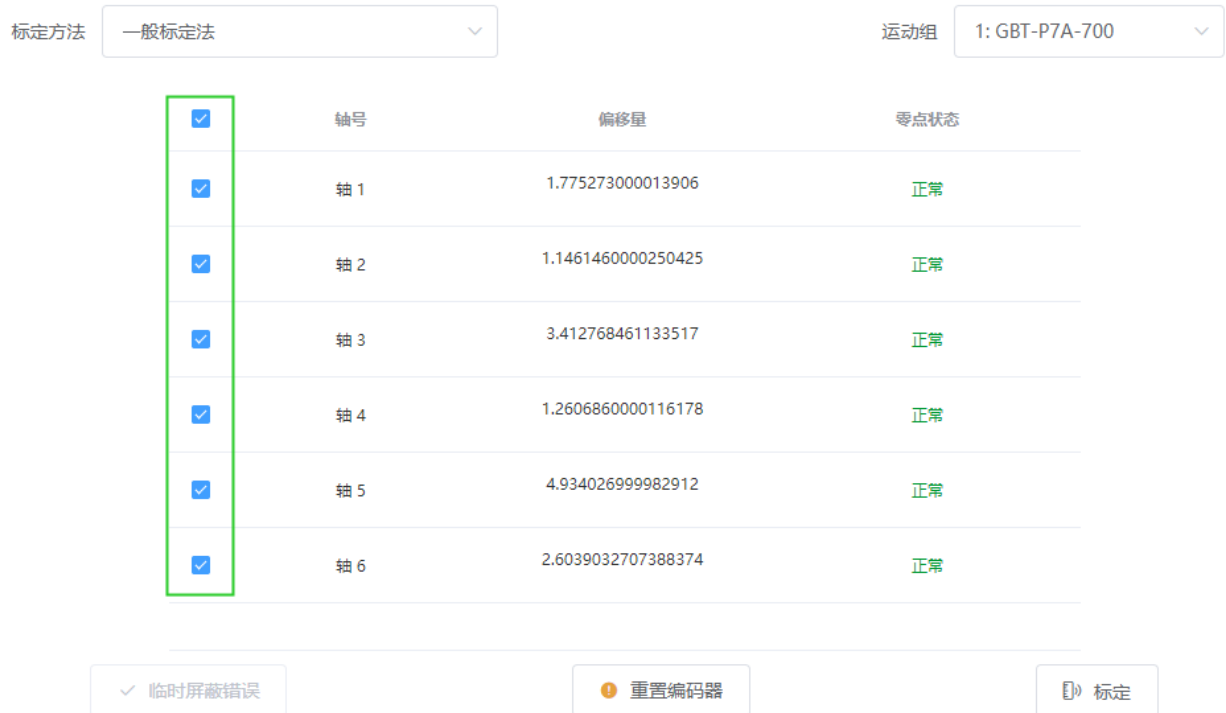 标定方法 一般标定法 运动组 1: GBT-P7A-700
轴号 偏移量 零点状态
轴 1 1.775273000013906 正常
轴 2 1.1461460000250425 正常
轴 3 3.412768461133517 正常
轴 4 1.2606860000116178 正常
轴 5 4.934026999982912 正常
轴 6 2.6039032707388374 正常
临时屏蔽错误 重置编码器 标定